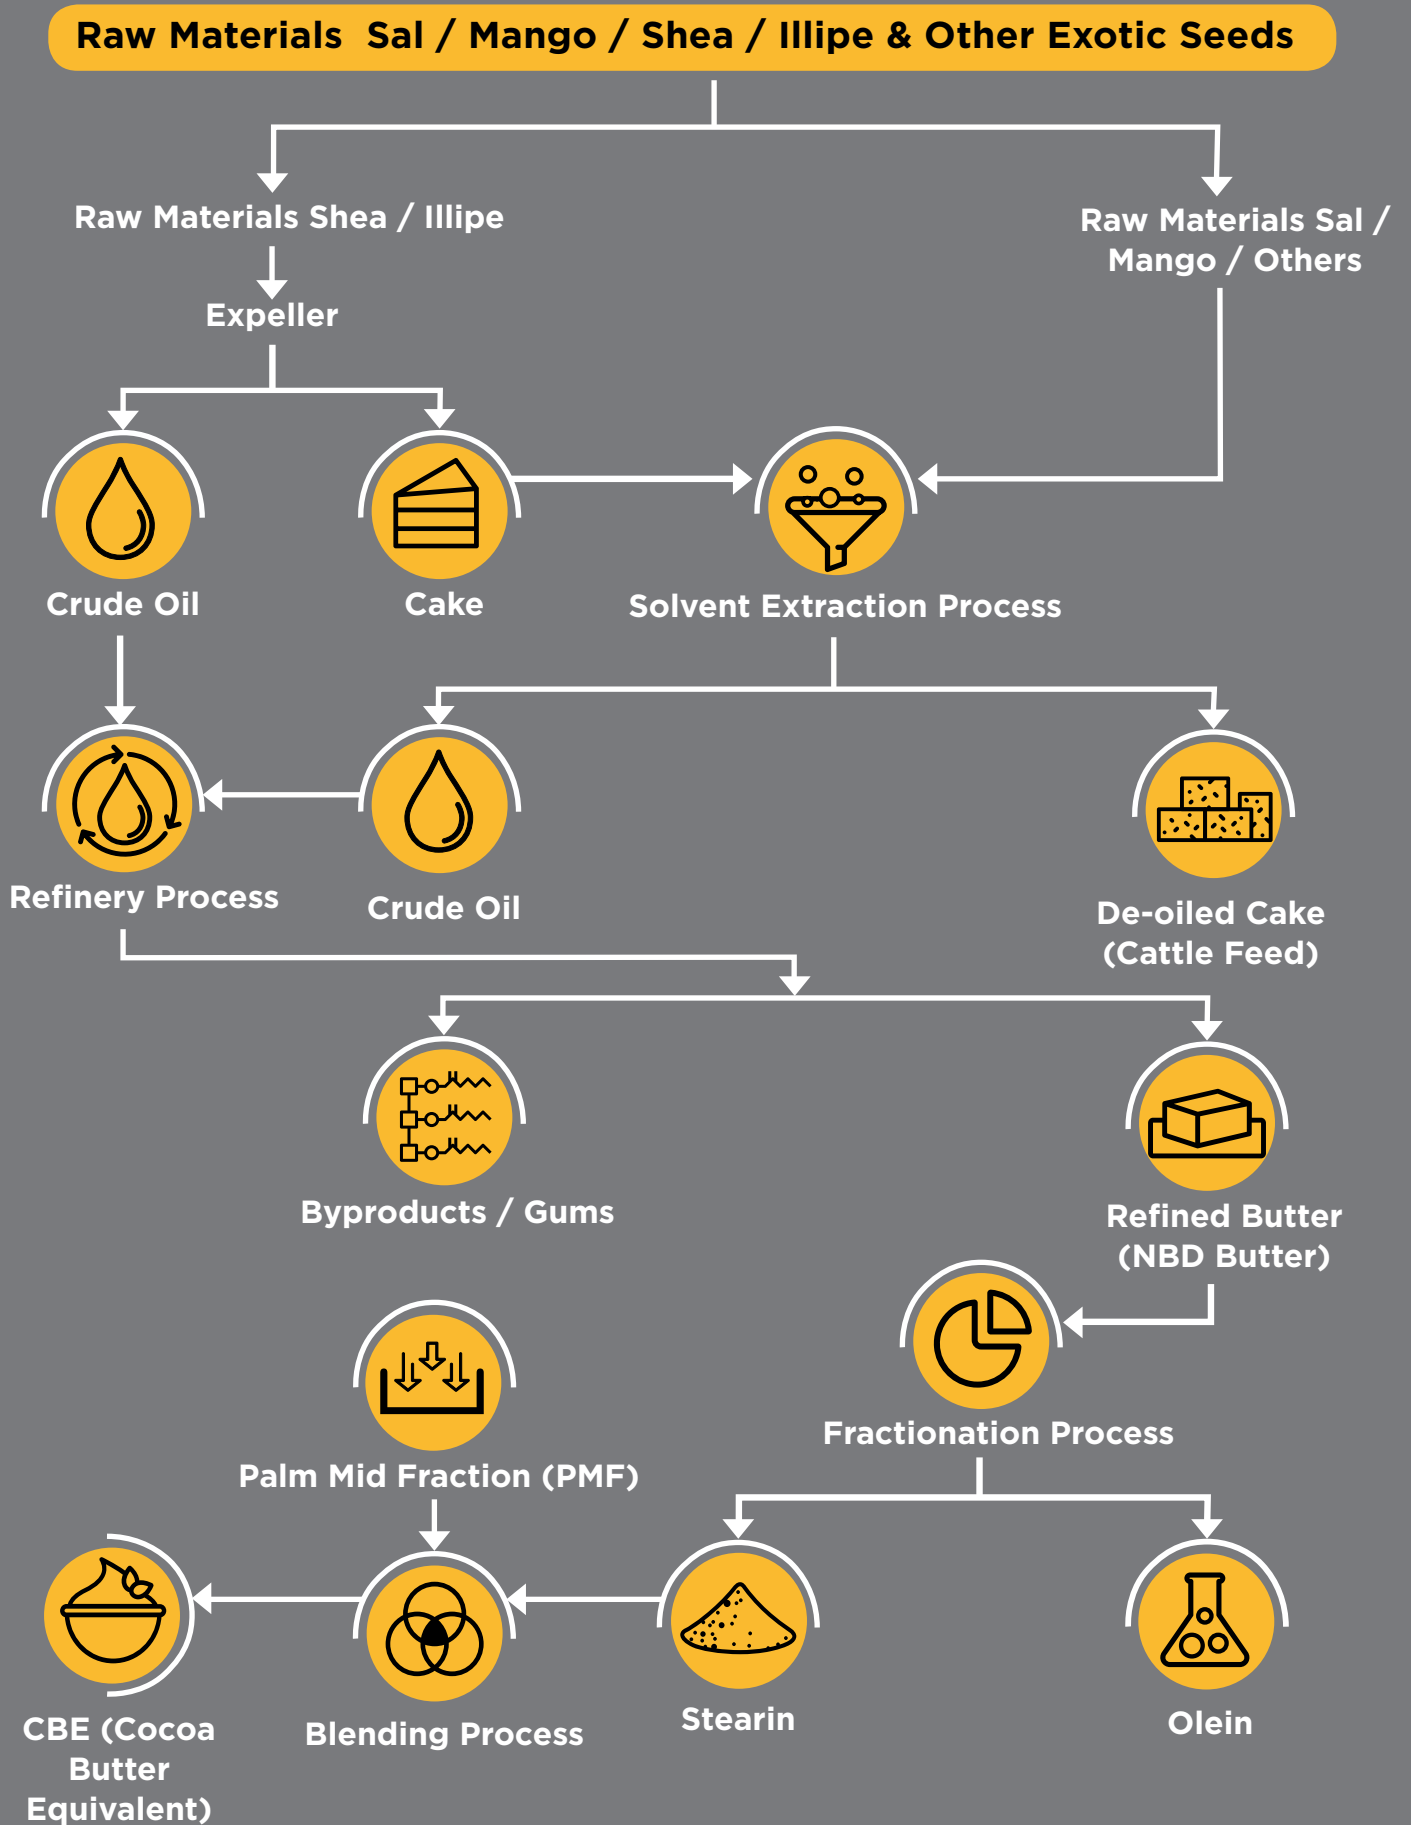 Raw Materials Sal / Mango / Shea / Illipe & Other Exotic Seeds
Raw Materials Shea / Illipe
Raw Materials Sal /
Mango / Others
Expeller
Crude Oil
Cake
Solvent Extraction Process
Refinery Process
Crude Oil
De-oiled Cake
(Cattle Feed)
Byproducts / Gums
Refined Butter
(NBD Butter)
Fractionation Process
Palm Mid Fraction (PMF)
CBE (Cocoa
Butter
Equivalent)
Blending Process
Stearin
Olein